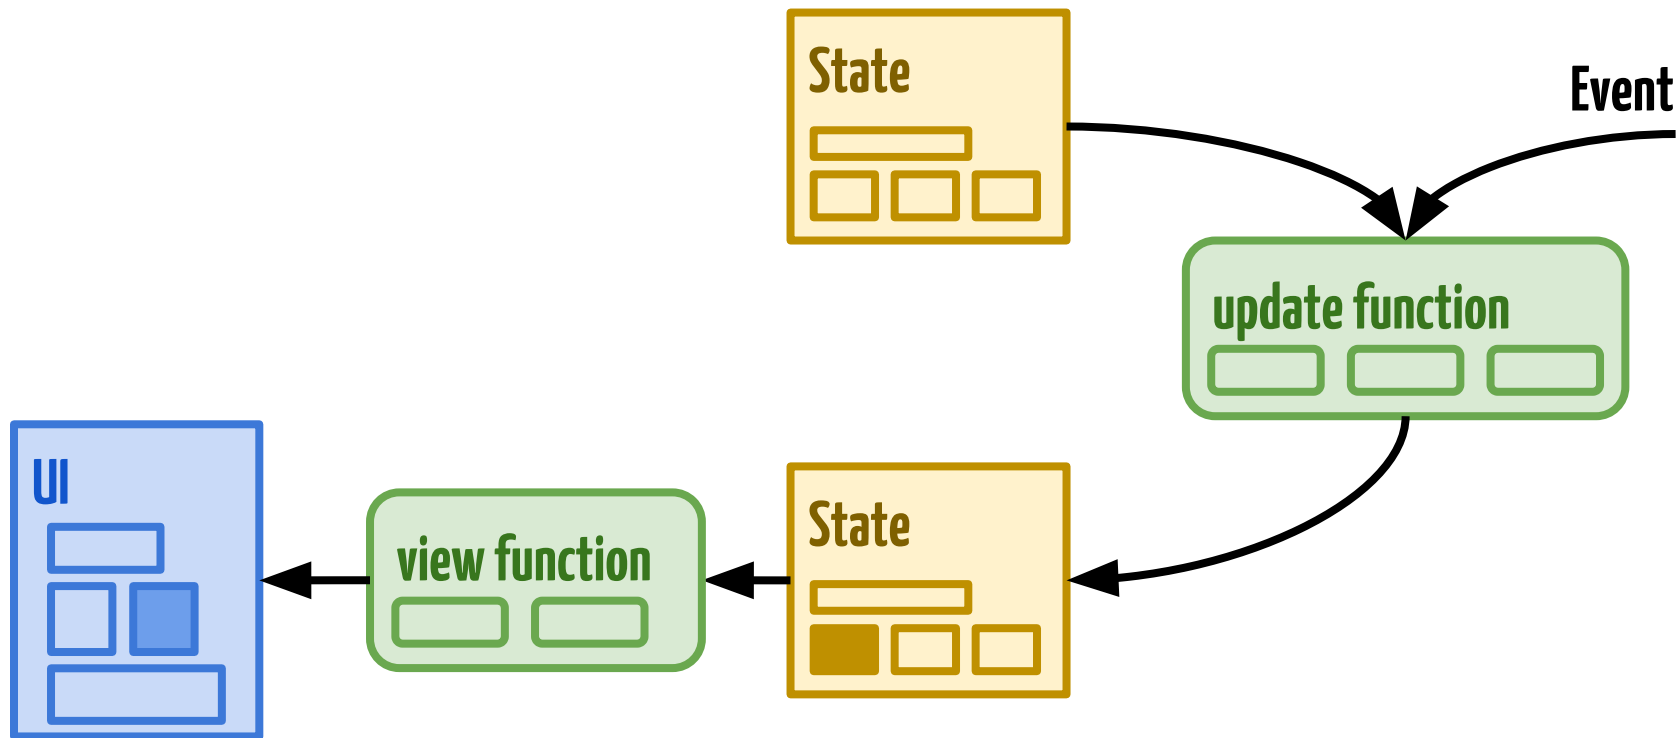 State
Event
update function
UI
view function
State